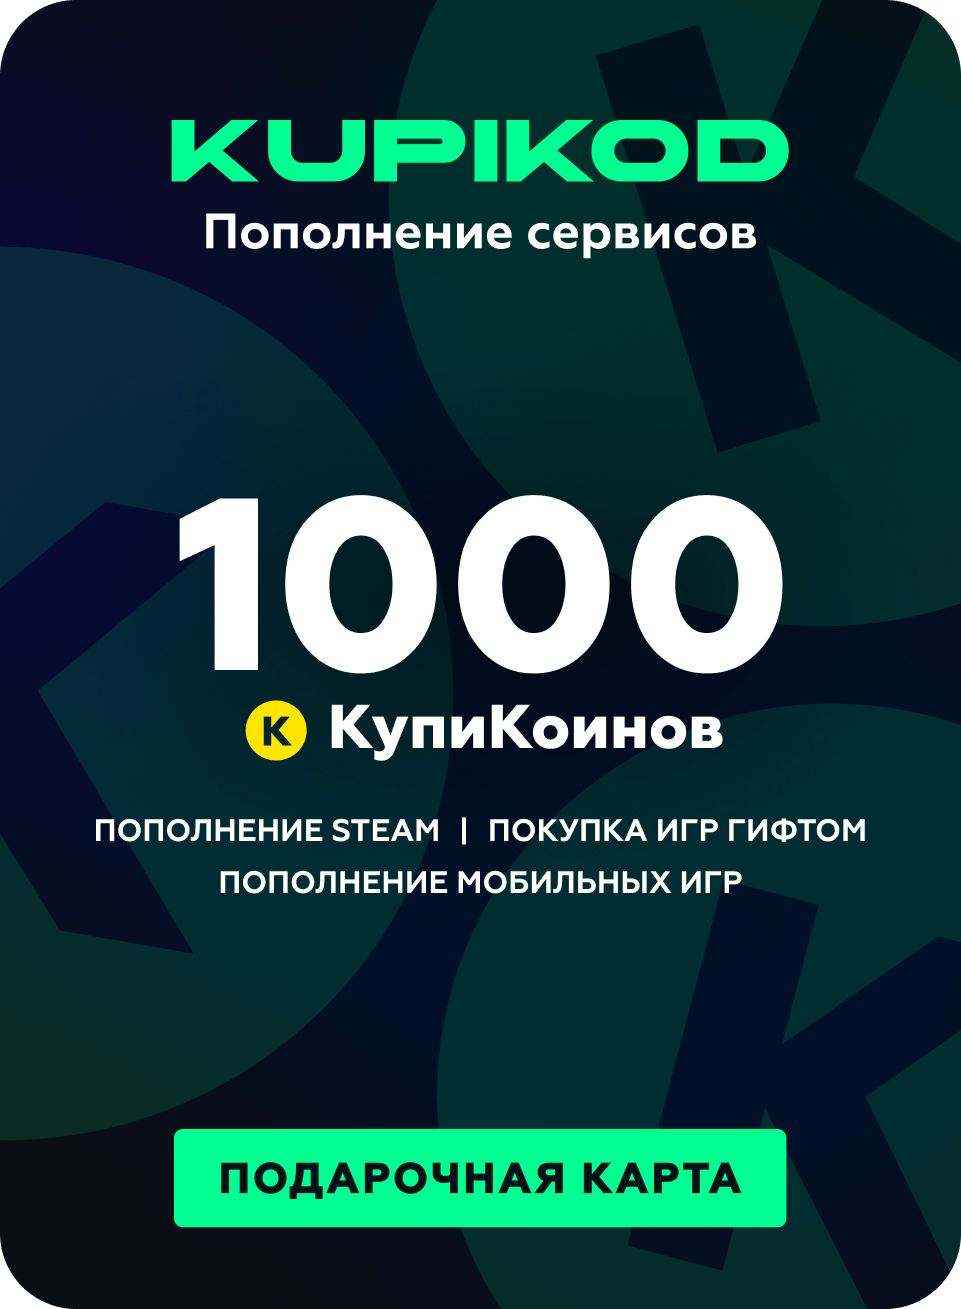 KUPIKOD
Пополнение сервисов
1000
К КупиКоинов
ПОПОЛНЕНИЕ STEAM | ПОКУПКА ИГР ГИФТОМ
ПОПОЛНЕНИЕ МОБИЛЬНЫХ ИГР
ПОДАРОЧНАЯ КАРТА